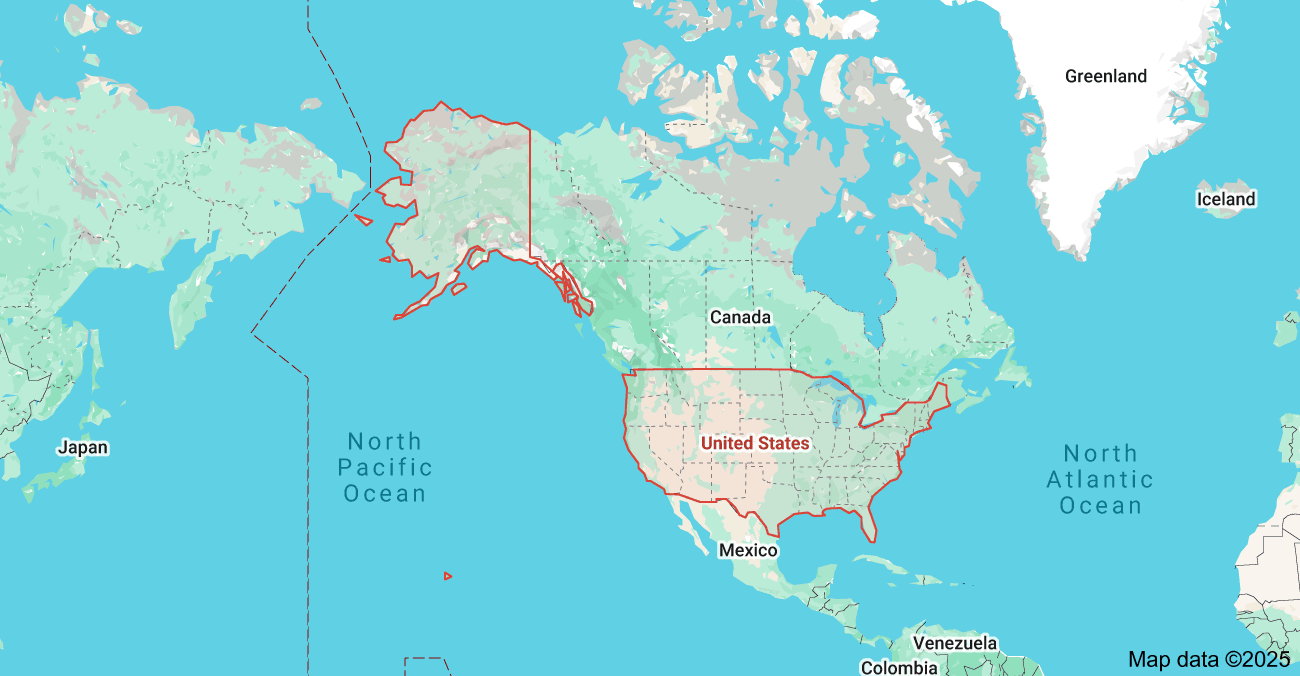 Greenland
Iceland
Canada
Japan
North
Pacific
Ocean
United States
North
Atlantic
Ocean
Mexico
Venezuela
Colombia
Map data ©2025